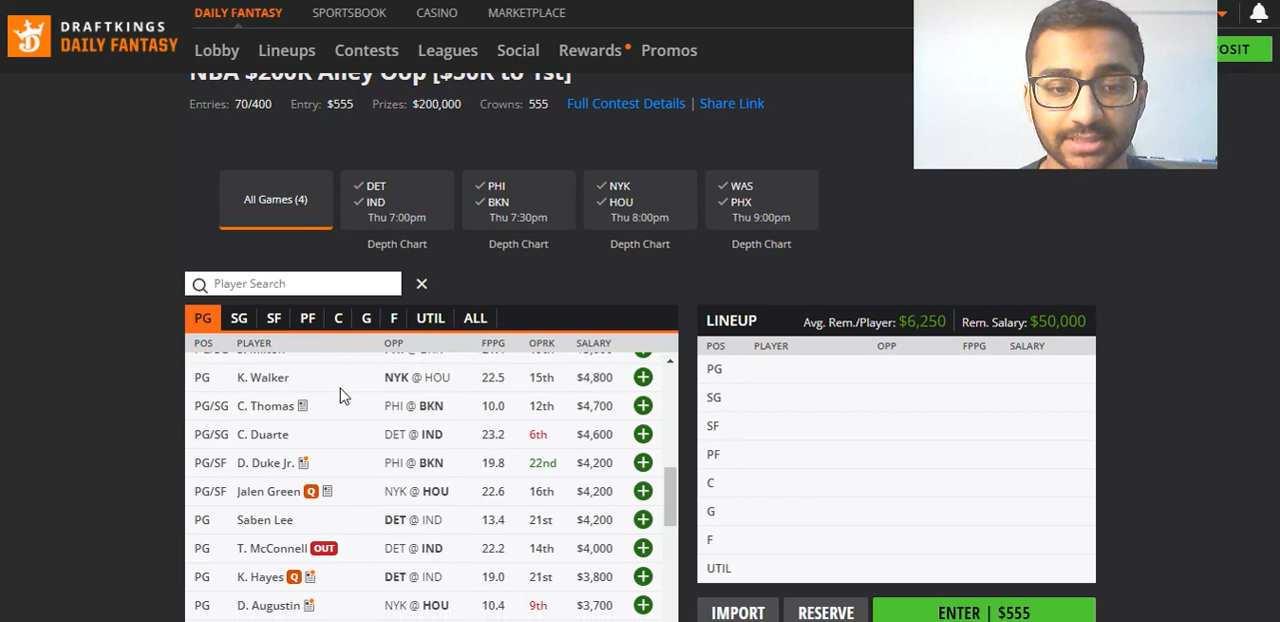 DAILY FANTASY SPORTSBOOK CASINO MARKETPLACE
DRAFTKINGS
DAILY FANTASY
Lobby Lineups Contests Leagues Social Rewards Promos
OSIT
NBA $200K Alley Oop [$50K to 1st]
Entries: 70/400 Entry: $555 Prizes: $200,000 Crowns: 555 Full Contest Details | Share Link
All Games (4)
DET
IND
Thu 7:00pm
Depth Chart
PHI
BKN
Thu 7:30pm
Depth Chart
NYK
HOU
Thu 8:00pm
Depth Chart
WAS
PHX
Thu 9:00pm
Depth Chart
Player Search
PG SG SF PF C G F UTIL ALL
POS PLAYER OPP FPPG OPRK SALARY
PG K. Walker NYK @ HOU 22.5 15th $4,800
PG/SG C. Thomas PHI @ BKN 10.0 12th $4,700
PG/SG C. Duarte DET @ IND 23.2 6th $4,600
PG/SF D. Duke Jr. PHI @ BKN 19.8 22nd $4,200
PG/SF Jalen Green Q NYK @ HOU 22.6 16th $4,200
PG Saben Lee DET @ IND 13.4 21st $4,200
PG T. McConnell OUT DET @ IND 22.2 14th $4,000
PG K. Hayes Q DET @ IND 19.0 21st $3,800
PG D. Augustin NYK @ HOU 10.4 9th $3,700
LINEUP Avg. Rem./Player: $6,250 Rem. Salary: $50,000
POS PLAYER OPP FPPG SALARY
PG
SG
SF
PF
C
G
F
UTIL
IMPORT RESERVE ENTER | $555